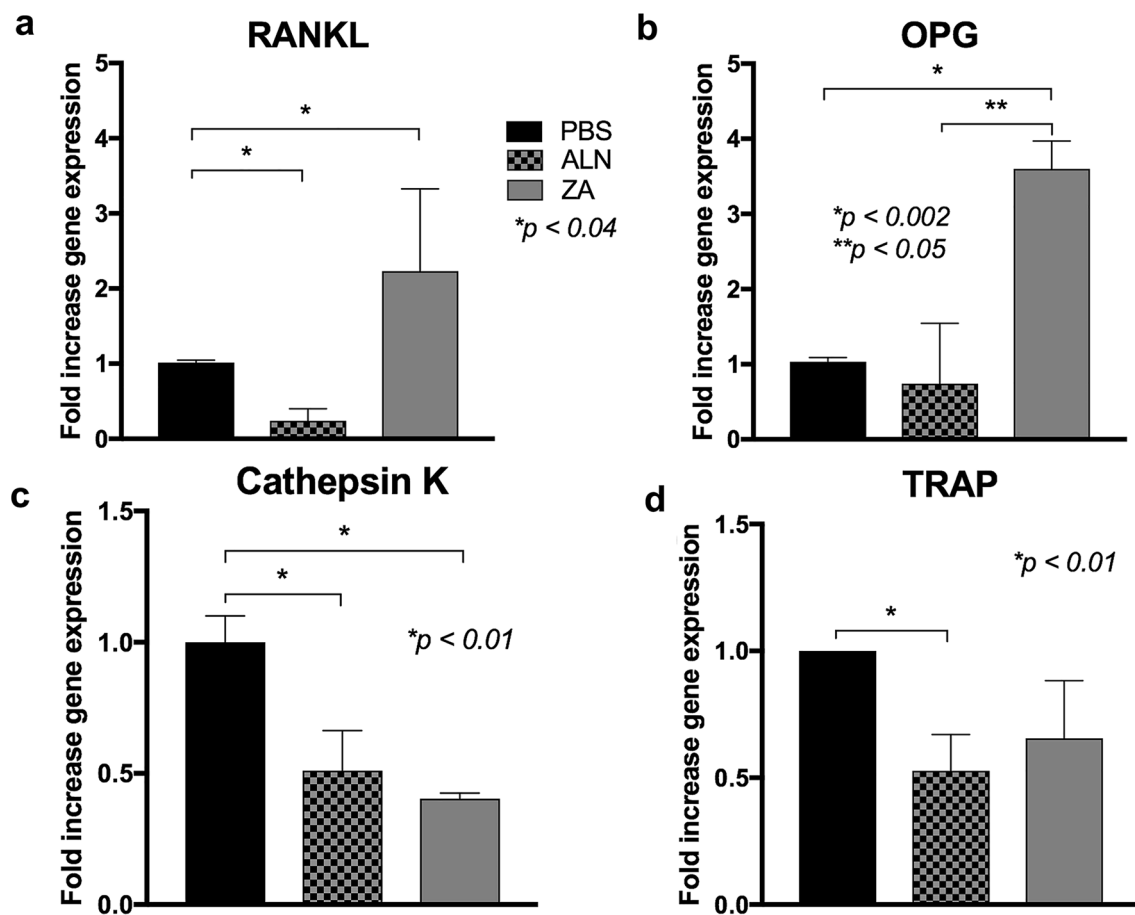 a
RANKL
Fold increase gene expression
5
4
3
2
1
0
*
*
PBS
ALN
ZA
*p < 0.04
b
OPG
Fold increase gene expression
5
4
3
2
1
0
*
**
*p < 0.002
**p < 0.05
c
Cathepsin K
Fold increase gene expression
1.5
1.0
0.5
0.0
*
*
*p < 0.01
d
TRAP
Fold increase gene expression
1.5
1.0
0.5
0.0
*
*p < 0.01